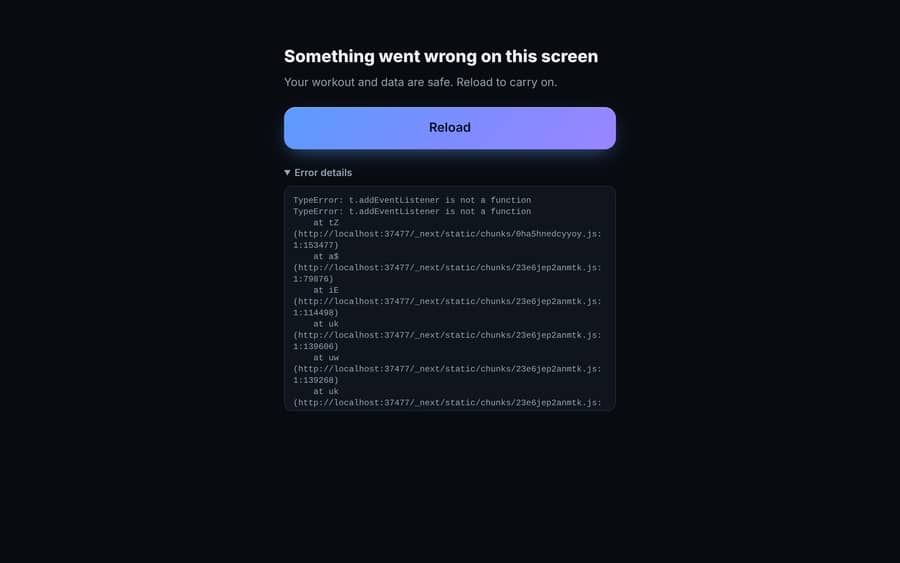 Something went wrong on this screen
Your workout and data are safe. Reload to carry on.
Reload
▼ Error details
TypeError: t.addEventListener is not a function
TypeError: t.addEventListener is not a function
    at tZ
(http://localhost:37477/_next/static/chunks/0ha5hnedcyyoy.js:
1:153477)
    at a$
(http://localhost:37477/_next/static/chunks/23e6jep2anmtk.js:
1:79876)
    at iE
(http://localhost:37477/_next/static/chunks/23e6jep2anmtk.js:
1:114498)
    at uk
(http://localhost:37477/_next/static/chunks/23e6jep2anmtk.js:
1:139606)
    at uw
(http://localhost:37477/_next/static/chunks/23e6jep2anmtk.js:
1:139268)
    at uk
(http://localhost:37477/_next/static/chunks/23e6jep2anmtk.js: